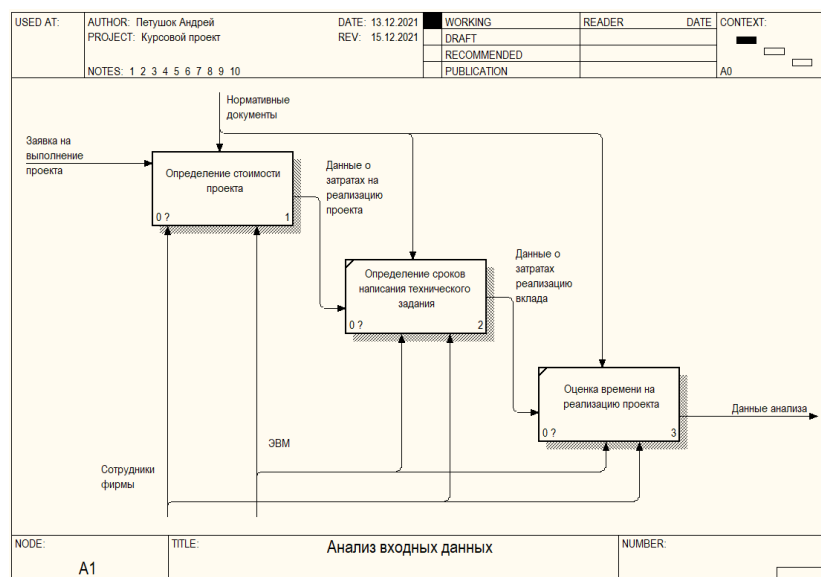 USED AT:
AUTHOR: Петушок Андрей
DATE: 13.12.2021
PROJECT: Курсовой проект
REV: 15.12.2021
NOTES: 1 2 3 4 5 6 7 8 9 10
WORKING
DRAFT
RECOMMENDED
PUBLICATION
READER
DATE
CONTEXT:
A0
Нормативные
документы
Заявка на
выполнение
проекта
Определение стоимости
проекта
0 ?
1
Данные о
затратах на
реализацию
проекта
Определение сроков
написания технического
задания
0 ?
2
Данные о
затратах
реализацию
вклада
Оценка времени на
реализацию проекта
0 ?
3
Данные анализа
ЭВМ
Сотрудники
фирмы
NODE:
A1
TITLE:
Анализ входных данных
NUMBER: